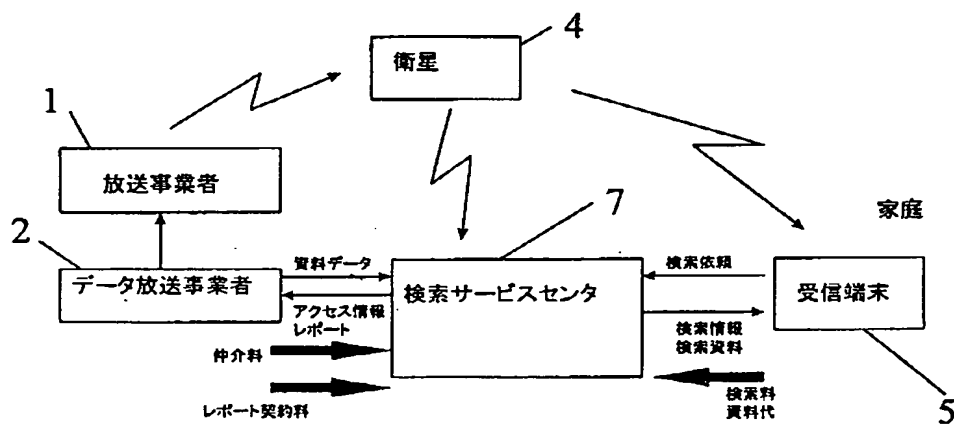 4
衛星
1
放送事業者
7
家庭
2
データ放送事業者
資料データ
検索サービスセンタ
検索依頼
受信端末
アクセス情報
レポート
検索情報
検索資料
仲介料
レポート契約料
検索料
資料代
5